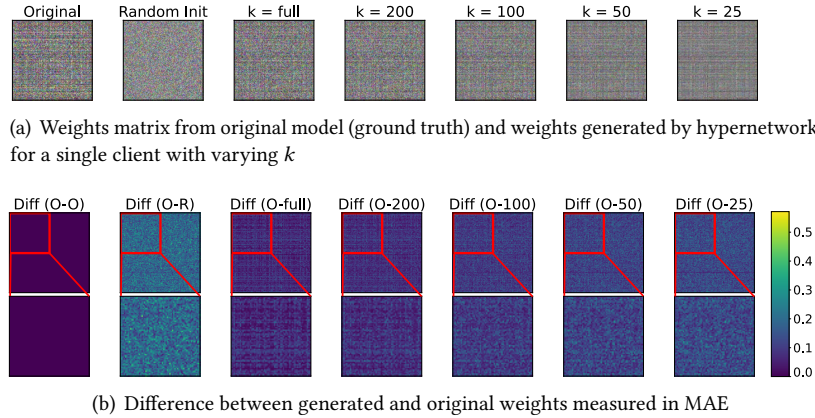 Original Random Init k = full k = 200 k = 100 k = 50 k = 25
(a) Weights matrix from original model (ground truth) and weights generated by hypernetwork
for a single client with varying k
Diff (O-O) Diff (O-R) Diff (O-full) Diff (O-200) Diff (O-100) Diff (O-50) Diff (O-25)
0.5
0.4
0.3
0.2
0.1
0.0
(b) Difference between generated and original weights measured in MAE